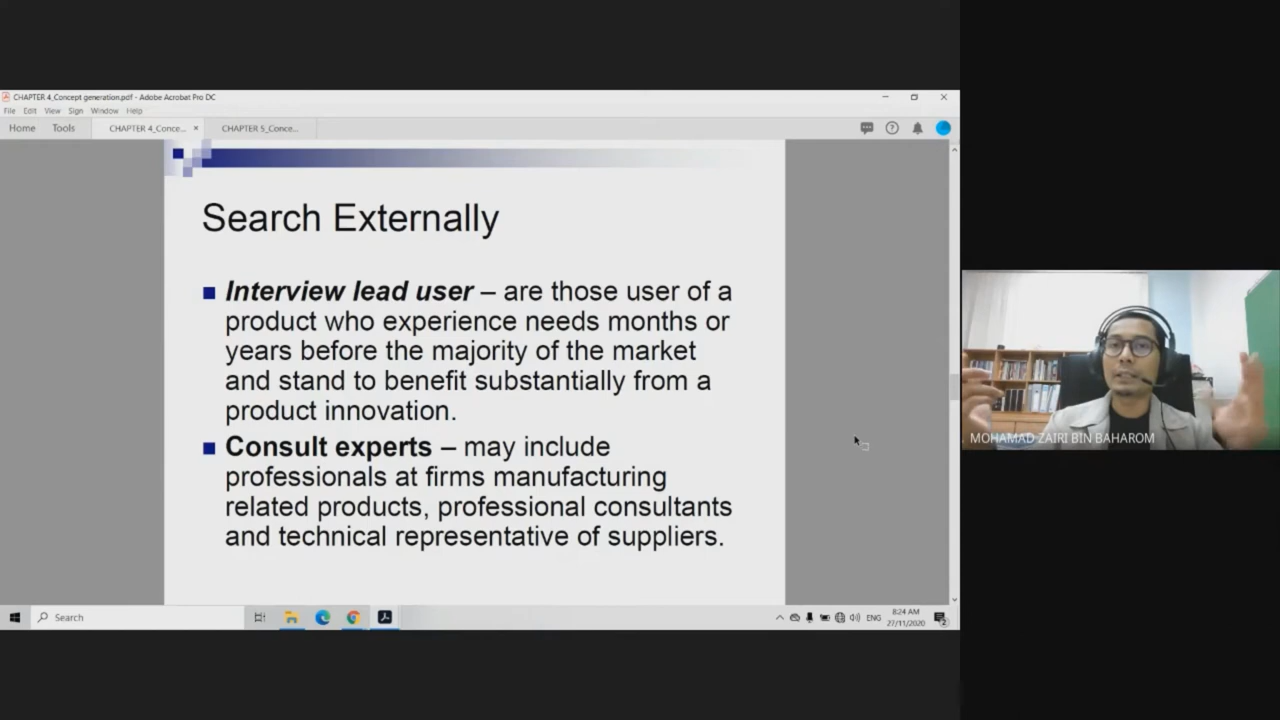 CHAPTER 4_Concept generation.pdf - Adobe Acrobat Pro DC
File Edit View Sign Window Help
Home Tools CHAPTER 4_Conce... × CHAPTER 5_Conce...
Search Externally
Interview lead user – are those user of a
product who experience needs months or
years before the majority of the market
and stand to benefit substantially from a
product innovation.
Consult experts – may include
professionals at firms manufacturing
related products, professional consultants
and technical representative of suppliers.
MOHAMAD ZAIRI BIN BAHAROM
Search
ENG
8:24 AM
27/11/2020
2